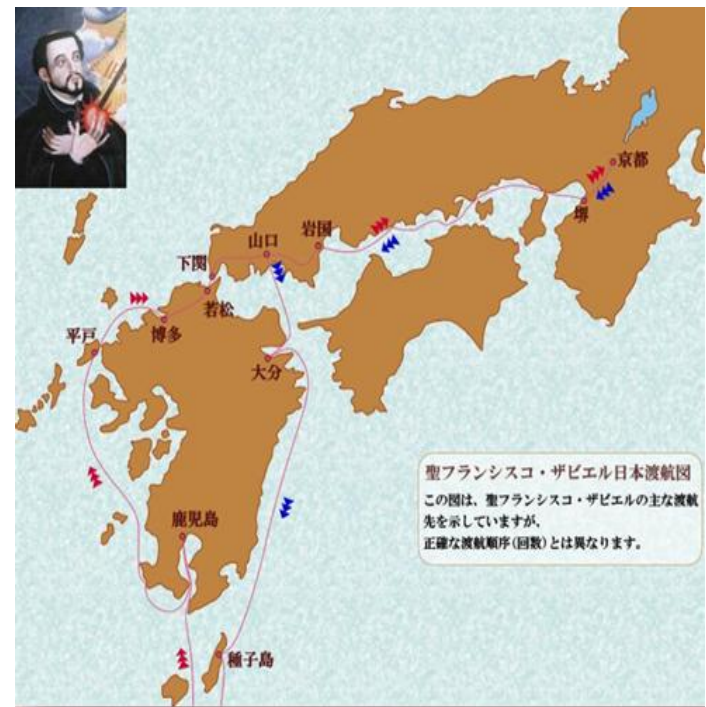 京都
堺
岩国
山口
下関
若松
平戸
博多
大分
聖フランシスコ・ザビエル日本渡航図
この図は、聖フランシスコ・ザビエルの主な渡航
先を示していますが、
正確な渡航順序(回数)とは異なります。
鹿児島
種子島